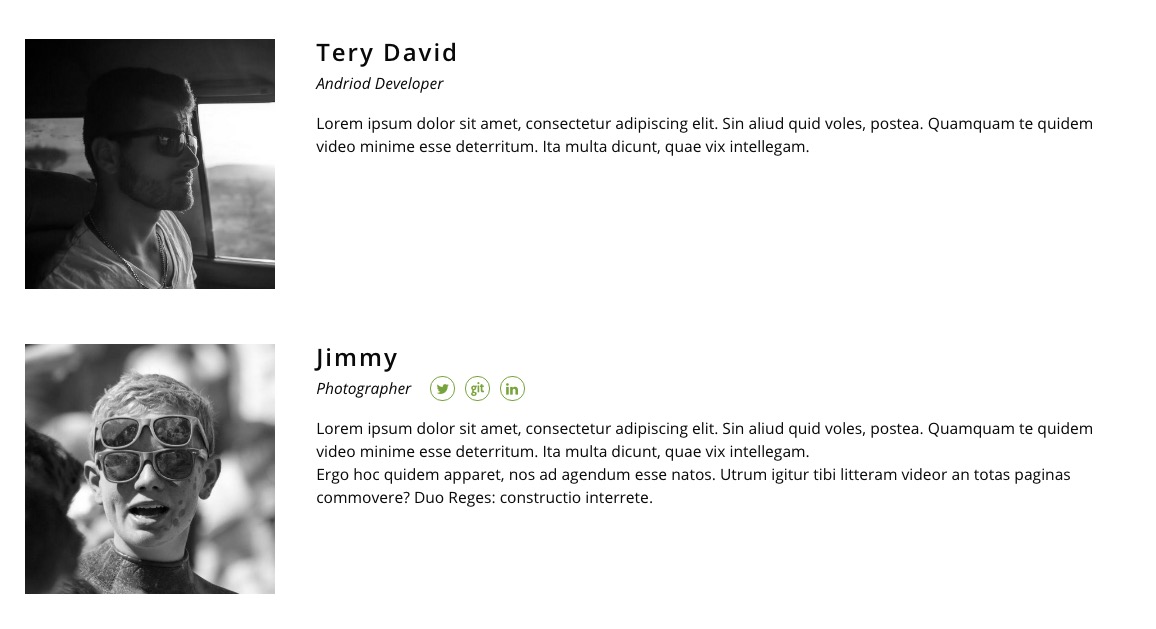 Tery David
Andriod Developer
Lorem ipsum dolor sit amet, consectetur adipiscing elit. Sin aliud quid voles, postea. Quamquam te quidem
video minime esse deterritum. Ita multa dicunt, quae vix intellegam.
Jimmy
Photographer git in
Lorem ipsum dolor sit amet, consectetur adipiscing elit. Sin aliud quid voles, postea. Quamquam te quidem
video minime esse deterritum. Ita multa dicunt, quae vix intellegam.
Ergo hoc quidem apparet, nos ad agendum esse natos. Utrum igitur tibi litteram videor an totas paginas
commovere? Duo Reges: constructio interrete.